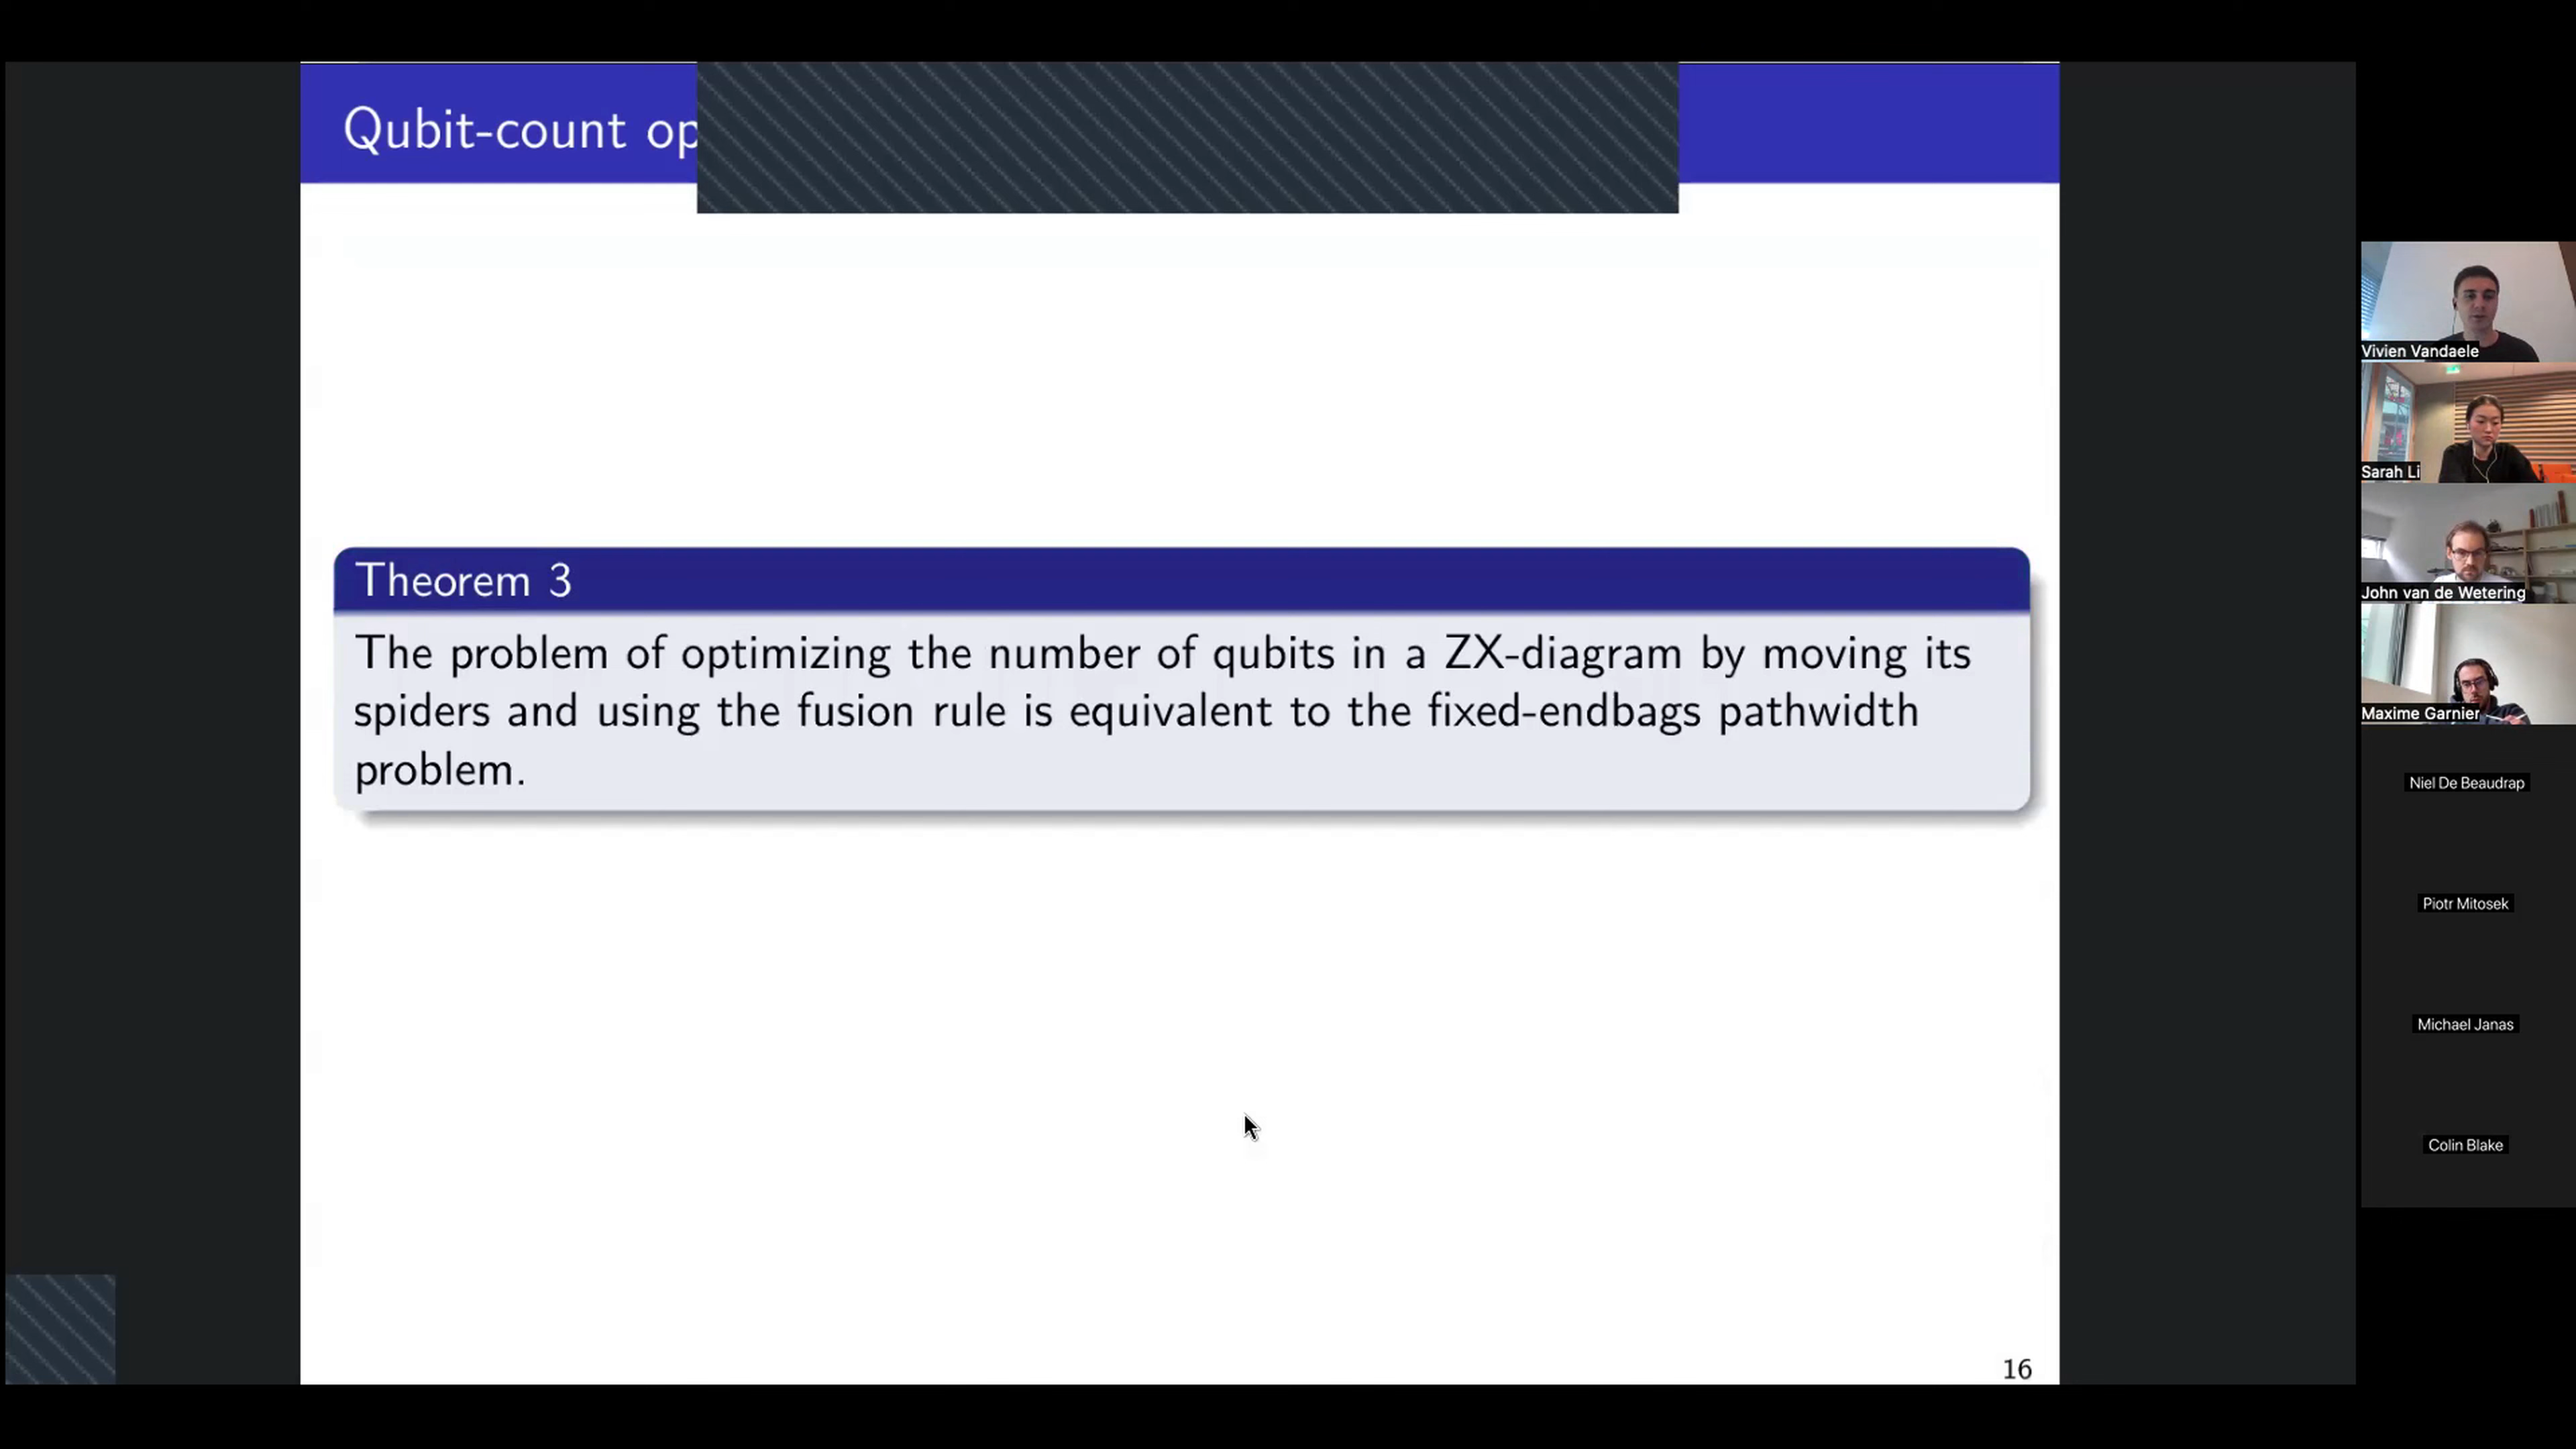 Qubit-count op
Theorem 3
The problem of optimizing the number of qubits in a ZX-diagram by moving its
spiders and using the fusion rule is equivalent to the fixed-endbags pathwidth
problem.
16
Vivien Vandaele
Sarah Li
John van de Wetering
Maxime Garnier
Niel De Beaudrap
Piotr Mitosek
Michael Janas
Colin Blake